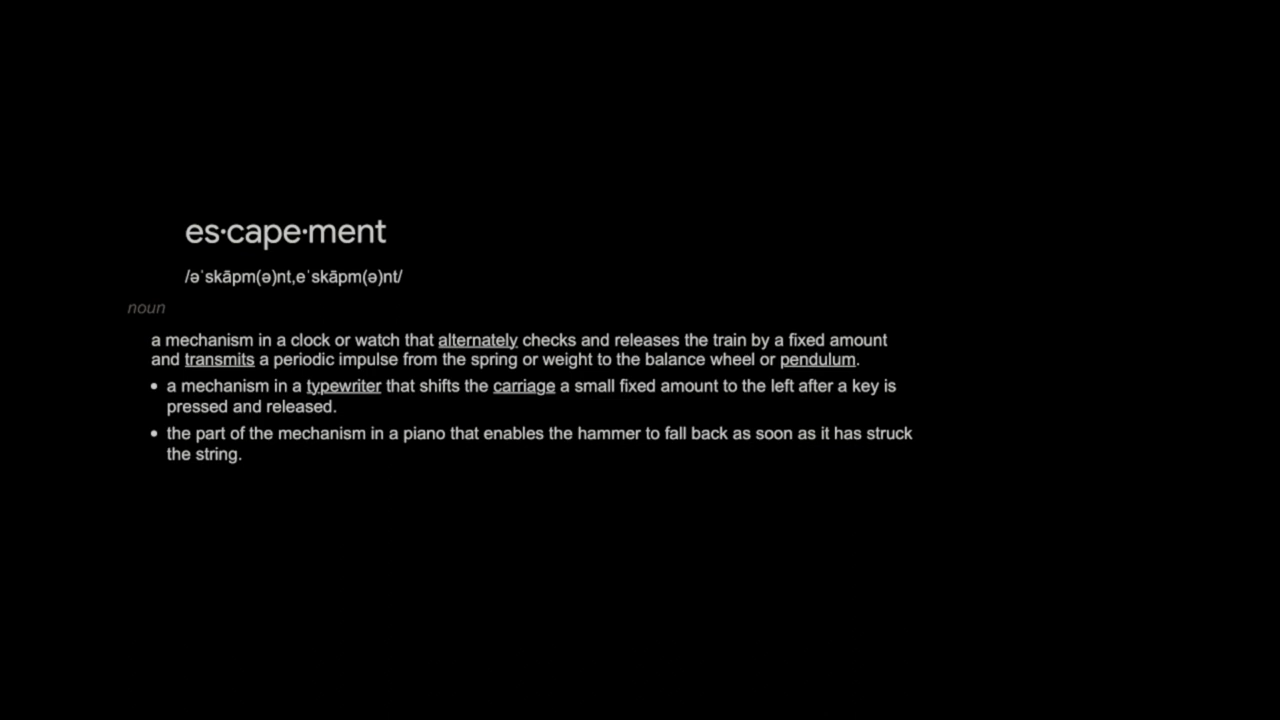 es·cape·ment
/əˈskāpm(ə)nt,eˈskāpm(ə)nt/
noun
a mechanism in a clock or watch that alternately checks and releases the train by a fixed amount
and transmits a periodic impulse from the spring or weight to the balance wheel or pendulum.
• a mechanism in a typewriter that shifts the carriage a small fixed amount to the left after a key is
pressed and released.
• the part of the mechanism in a piano that enables the hammer to fall back as soon as it has struck
the string.